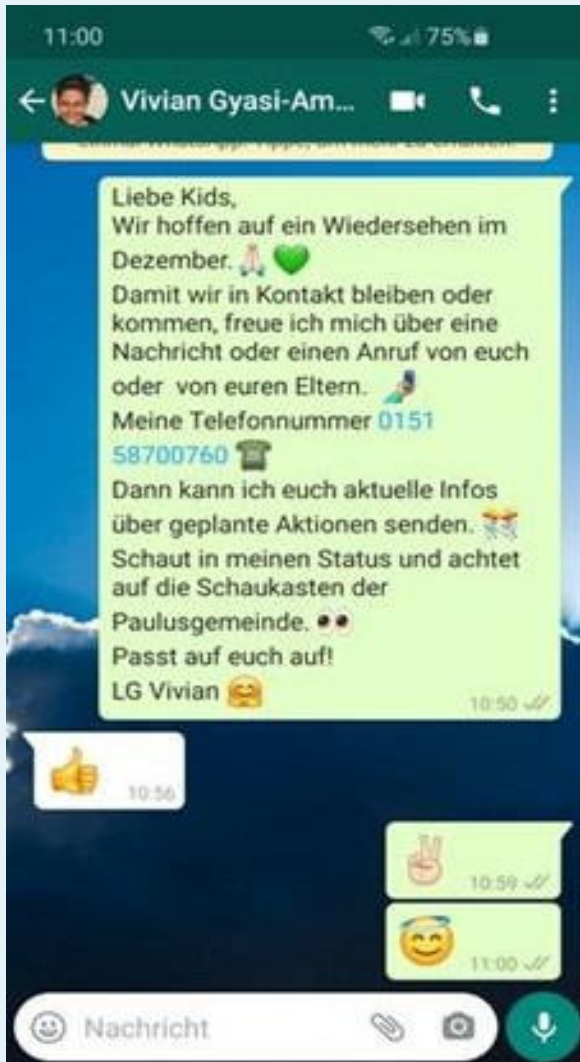 11:00 75%
Vivian Gyasi-Am...
Liebe Kids,
Wir hoffen auf ein Wiedersehen im
Dezember. 🙏🏻 💚
Damit wir in Kontakt bleiben oder
kommen, freue ich mich über eine
Nachricht oder einen Anruf von euch
oder von euren Eltern. 🤳
Meine Telefonnummer 0151
58700760 ☎
Dann kann ich euch aktuelle Infos
über geplante Aktionen senden.
Schaut in meinen Status und achtet
auf die Schaukasten der
Paulusgemeinde. 👀
Passt auf euch auf!
LG Vivian 🤗
10:50
👍 10:56
✌🏻 10:59
😇 11:00
Nachricht